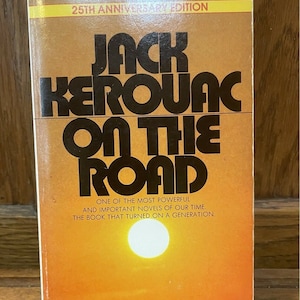 25TH ANNIVERSARY EDITION
JACK
KEROUAC
ON THE
ROAD
ONE OF THE MOST POWERFUL
AND IMPORTANT NOVELS OF OUR TIME
THE BOOK THAT TURNED ON A GENERATION